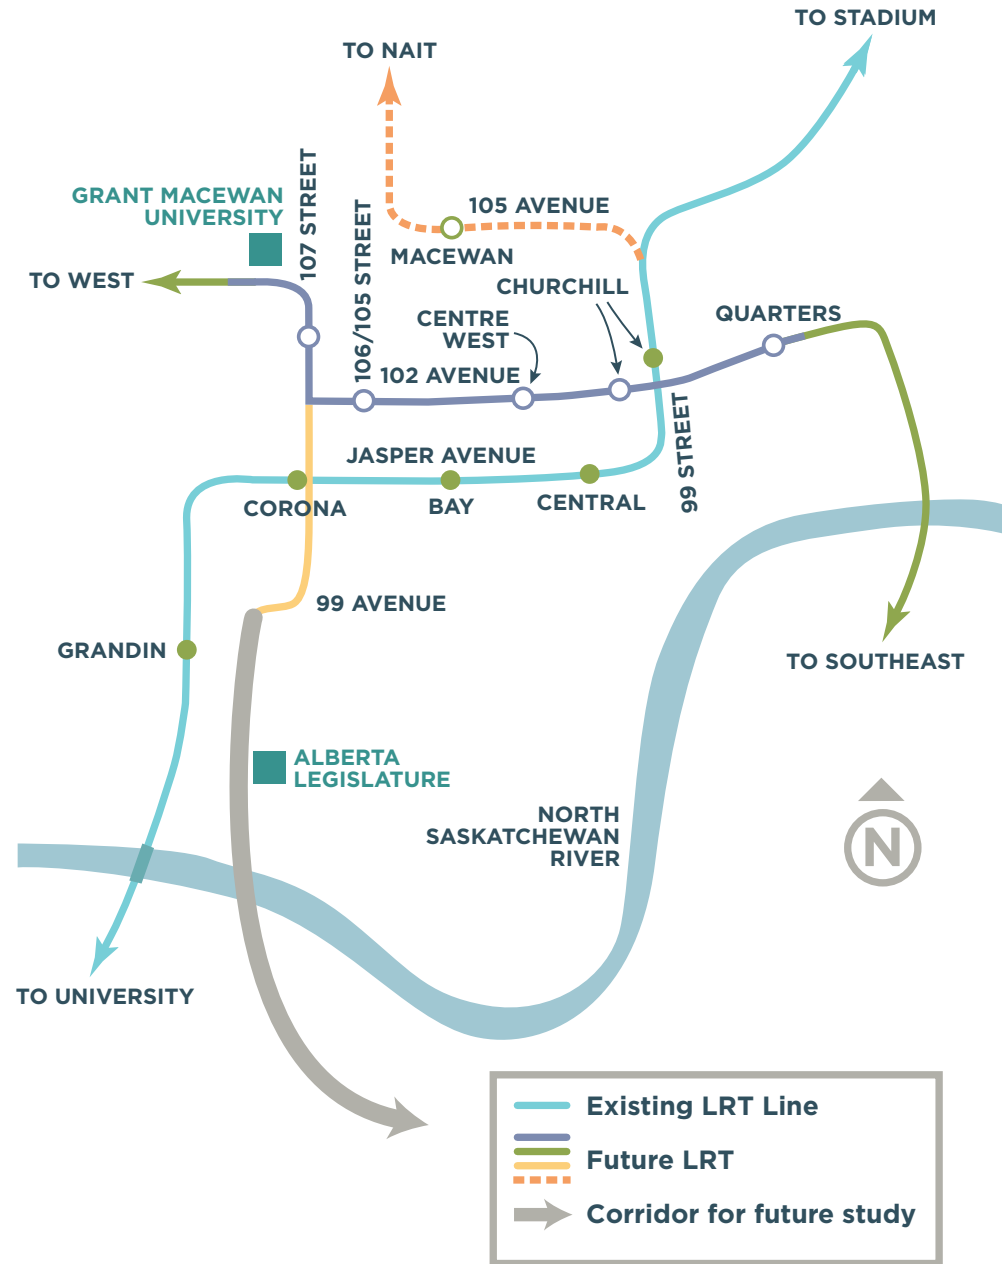 TO STADIUM
TO NAIT
GRANT MACEWAN
UNIVERSITY
107 STREET
106/105 STREET
105 AVENUE
MACEWAN
TO WEST
CHURCHILL
CENTRE
WEST
QUARTERS
102 AVENUE
99 STREET
JASPER AVENUE
CORONA
BAY
CENTRAL
99 AVENUE
GRANDIN
TO SOUTHEAST
ALBERTA
LEGISLATURE
NORTH
SASKATCHEWAN
RIVER
N
TO UNIVERSITY
Existing LRT Line
Future LRT
Corridor for future study